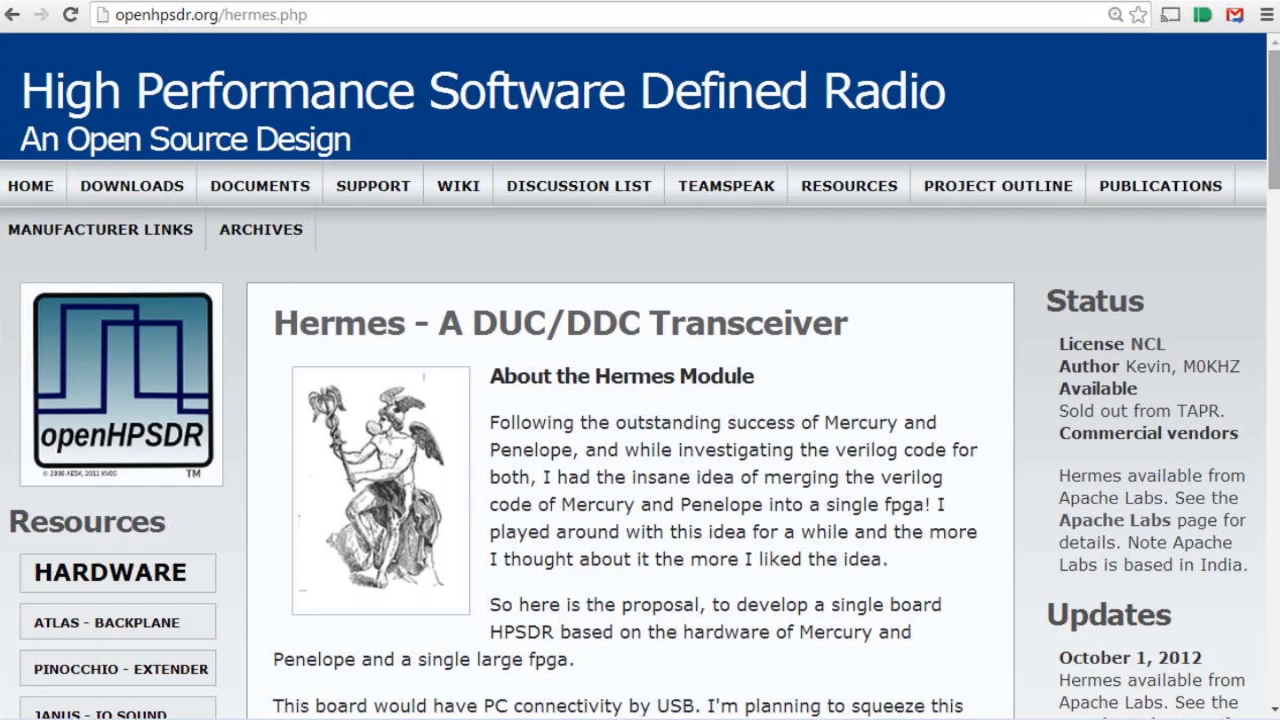 openhpsdr.org/hermes.php
High Performance Software Defined Radio
An Open Source Design
HOME DOWNLOADS DOCUMENTS SUPPORT WIKI DISCUSSION LIST TEAMSPEAK RESOURCES PROJECT OUTLINE PUBLICATIONS
MANUFACTURER LINKS ARCHIVES
openHPSDR
TM
Resources
HARDWARE
ATLAS - BACKPLANE
PINOCCHIO - EXTENDER
JANUS - IO SOUND
Hermes - A DUC/DDC Transceiver
About the Hermes Module
Following the outstanding success of Mercury and
Penelope, and while investigating the verilog code for
both, I had the insane idea of merging the verilog
code of Mercury and Penelope into a single fpga! I
played around with this idea for a while and the more
I thought about it the more I liked the idea.
So here is the proposal, to develop a single board
HPSDR based on the hardware of Mercury and
Penelope and a single large fpga.
This board would have PC connectivity by USB. I'm planning to squeeze this
Status
License NCL
Author Kevin, M0KHZ
Available
Sold out from TAPR.
Commercial vendors
Hermes available from
Apache Labs. See the
Apache Labs page for
details. Note Apache
Labs is based in India.
Updates
October 1, 2012
Hermes available from
Apache Labs. See the